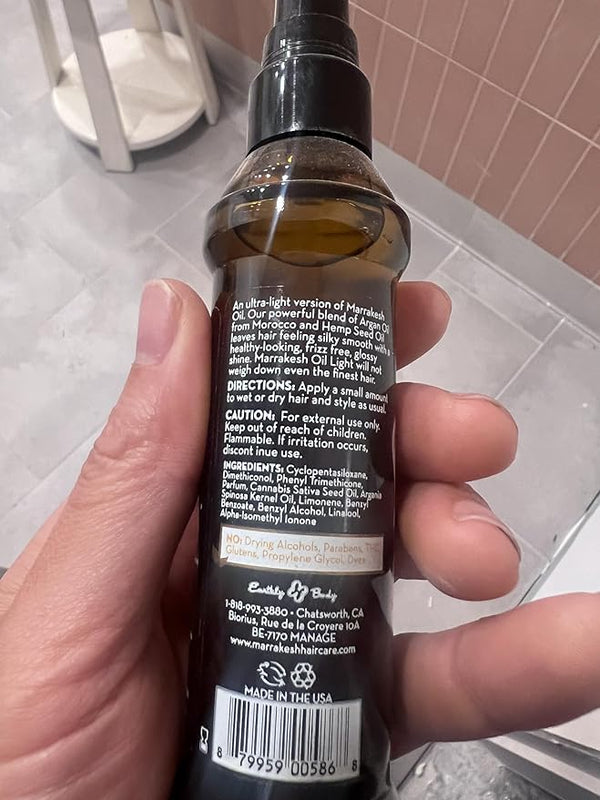 An ultra-light version of Marrakesh
Oil. Our powerful blend of Argan Oil
from Morocco and Hemp Seed Oil
leaves hair feeling silky smooth with a
healthy-looking, frizz free, glossy
shine. Marrakesh Oil Light will not
weigh down even the finest hair.
DIRECTIONS: Apply a small amount
to wet or dry hair and style as usual.
CAUTION: For external use only.
Keep out of reach of children.
Flammable. If irritation occurs,
discont inue use.
INGREDIENTS: Cyclopentasiloxane,
Dimethiconol, Phenyl Trimethicone,
Parfum, Cannabis Sativa Seed Oil, Argania
Spinosa Kernel Oil, Limonene, Benzyl
Benzoate, Benzyl Alcohol, Linalool,
Alpha-Isomethyl Ionone
NO: Drying Alcohols, Parabens, THC,
Glutens, Propylene Glycol, Dyes
Earthly Body
1-818-993-3880 • Chatsworth, CA
Biorius, Rue de la Croyere 10A
BE-7170 MANAGE
www.marrakeshhaircare.com
MADE IN THE USA
8 79959 00586 8